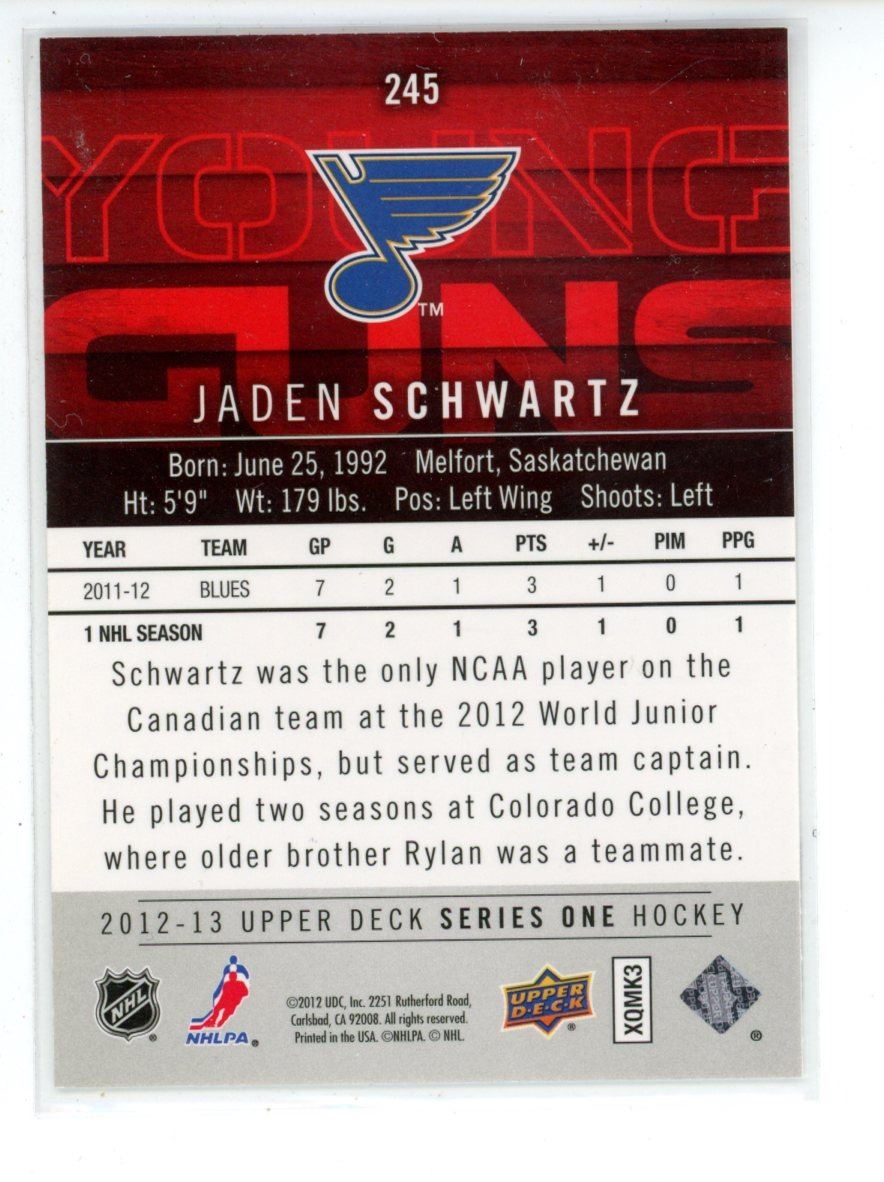 245
YOUNG
GUNS
TM
JADEN SCHWARTZ
Born: June 25, 1992 Melfort, Saskatchewan
Ht: 5'9" Wt: 179 lbs. Pos: Left Wing Shoots: Left
YEAR TEAM GP G A PTS +/- PIM PPG
2011-12 BLUES 7 2 1 3 1 0 1
1 NHL SEASON 7 2 1 3 1 0 1
Schwartz was the only NCAA player on the
Canadian team at the 2012 World Junior
Championships, but served as team captain.
He played two seasons at Colorado College,
where older brother Rylan was a teammate.
2012-13 UPPER DECK SERIES ONE HOCKEY
NHL ®
NHLPA ®
©2012 UDC, Inc. 2251 Rutherford Road,
Carlsbad, CA 92008. All rights reserved.
Printed in the USA. ©NHLPA. © NHL.
UPPER
D·E·C·K ®
XQMK3
®